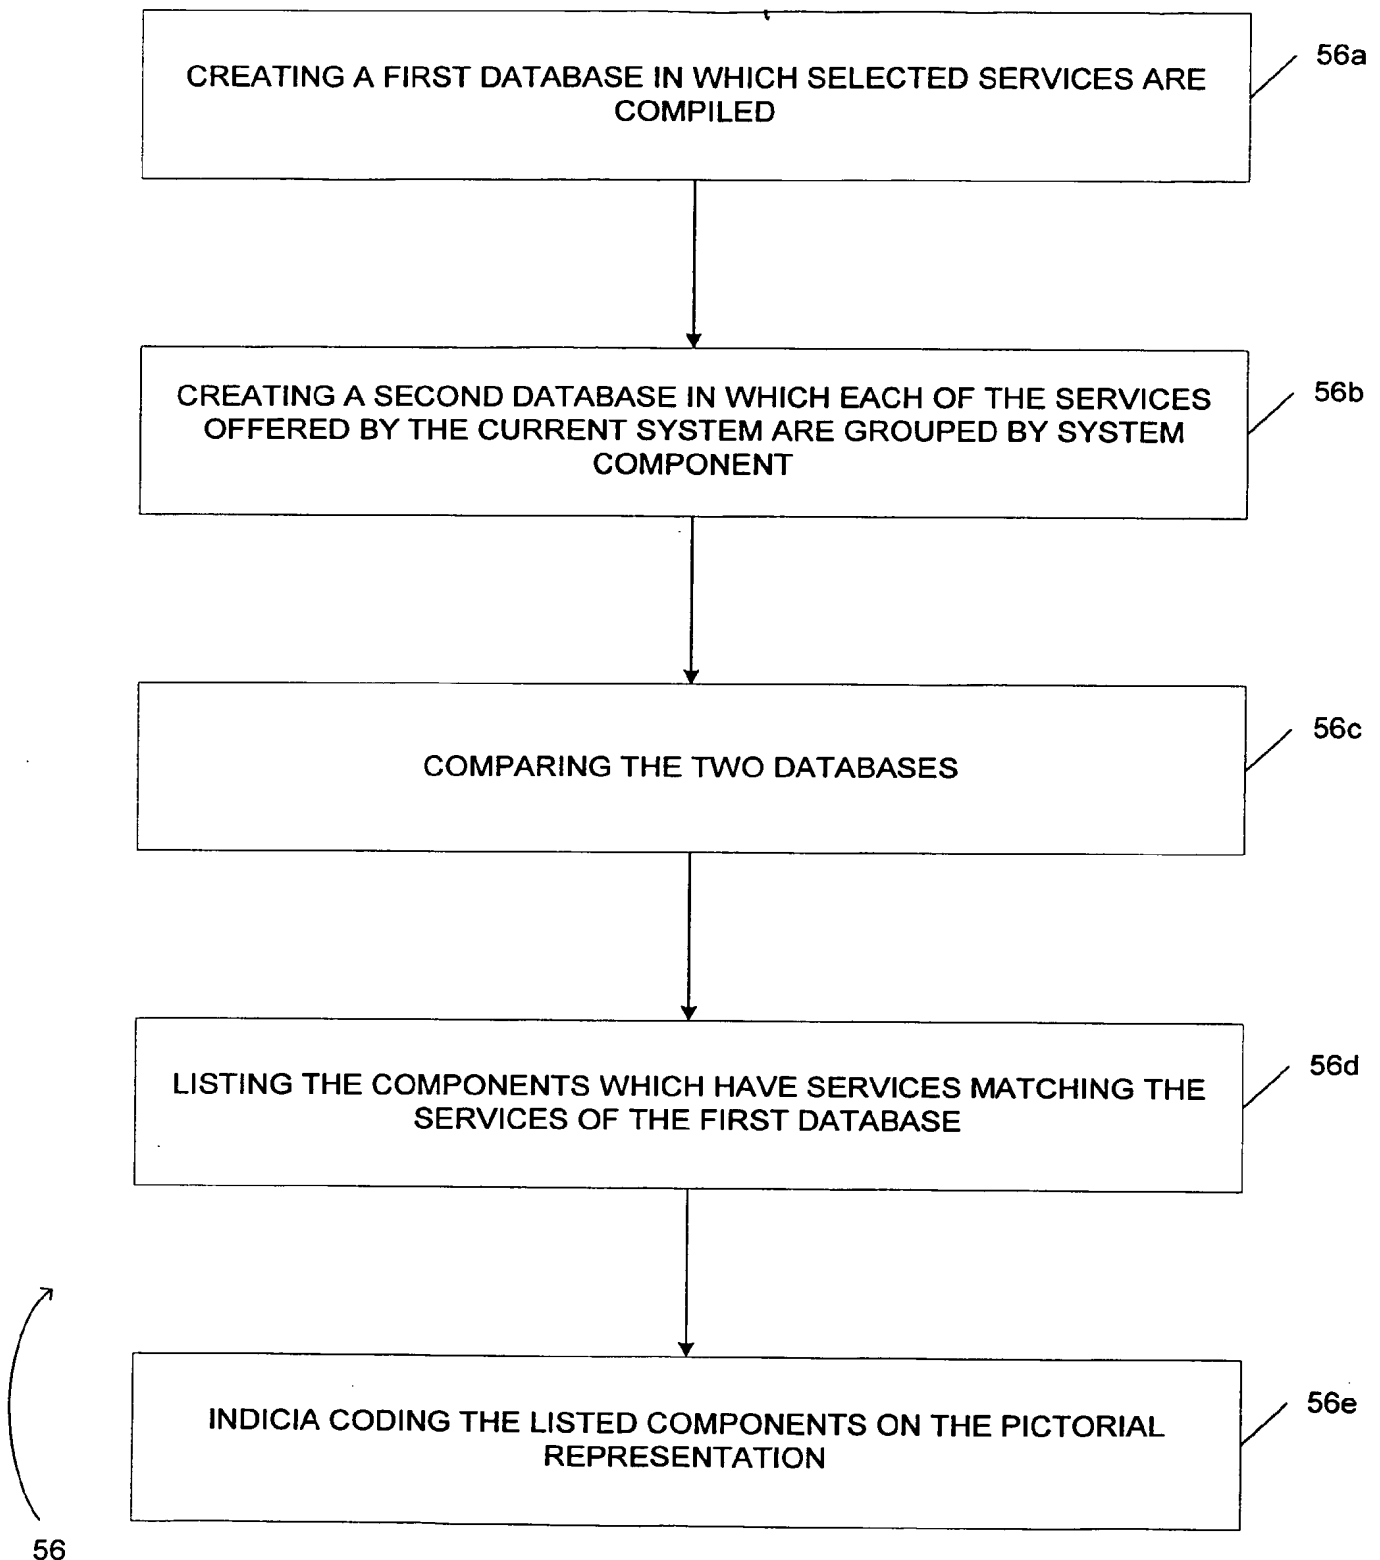 CREATING A FIRST DATABASE IN WHICH SELECTED SERVICES ARE
COMPILED
56a
CREATING A SECOND DATABASE IN WHICH EACH OF THE SERVICES
OFFERED BY THE CURRENT SYSTEM ARE GROUPED BY SYSTEM
COMPONENT
56b
COMPARING THE TWO DATABASES
56c
LISTING THE COMPONENTS WHICH HAVE SERVICES MATCHING THE
SERVICES OF THE FIRST DATABASE
56d
INDICIA CODING THE LISTED COMPONENTS ON THE PICTORIAL
REPRESENTATION
56e
56